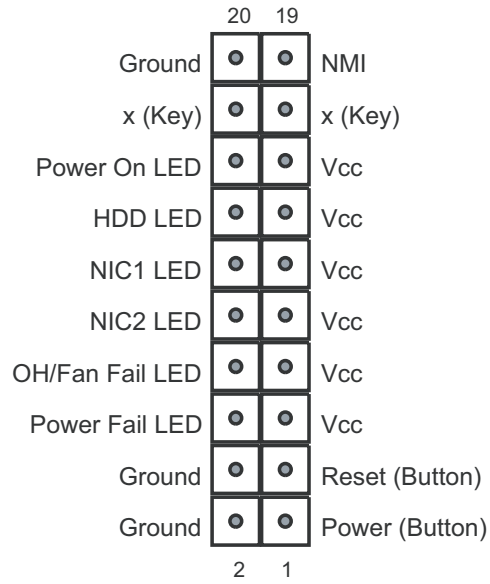 20 19
Ground NMI
x (Key) x (Key)
Power On LED Vcc
HDD LED Vcc
NIC1 LED Vcc
NIC2 LED Vcc
OH/Fan Fail LED Vcc
Power Fail LED Vcc
Ground Reset (Button)
Ground Power (Button)
2 1